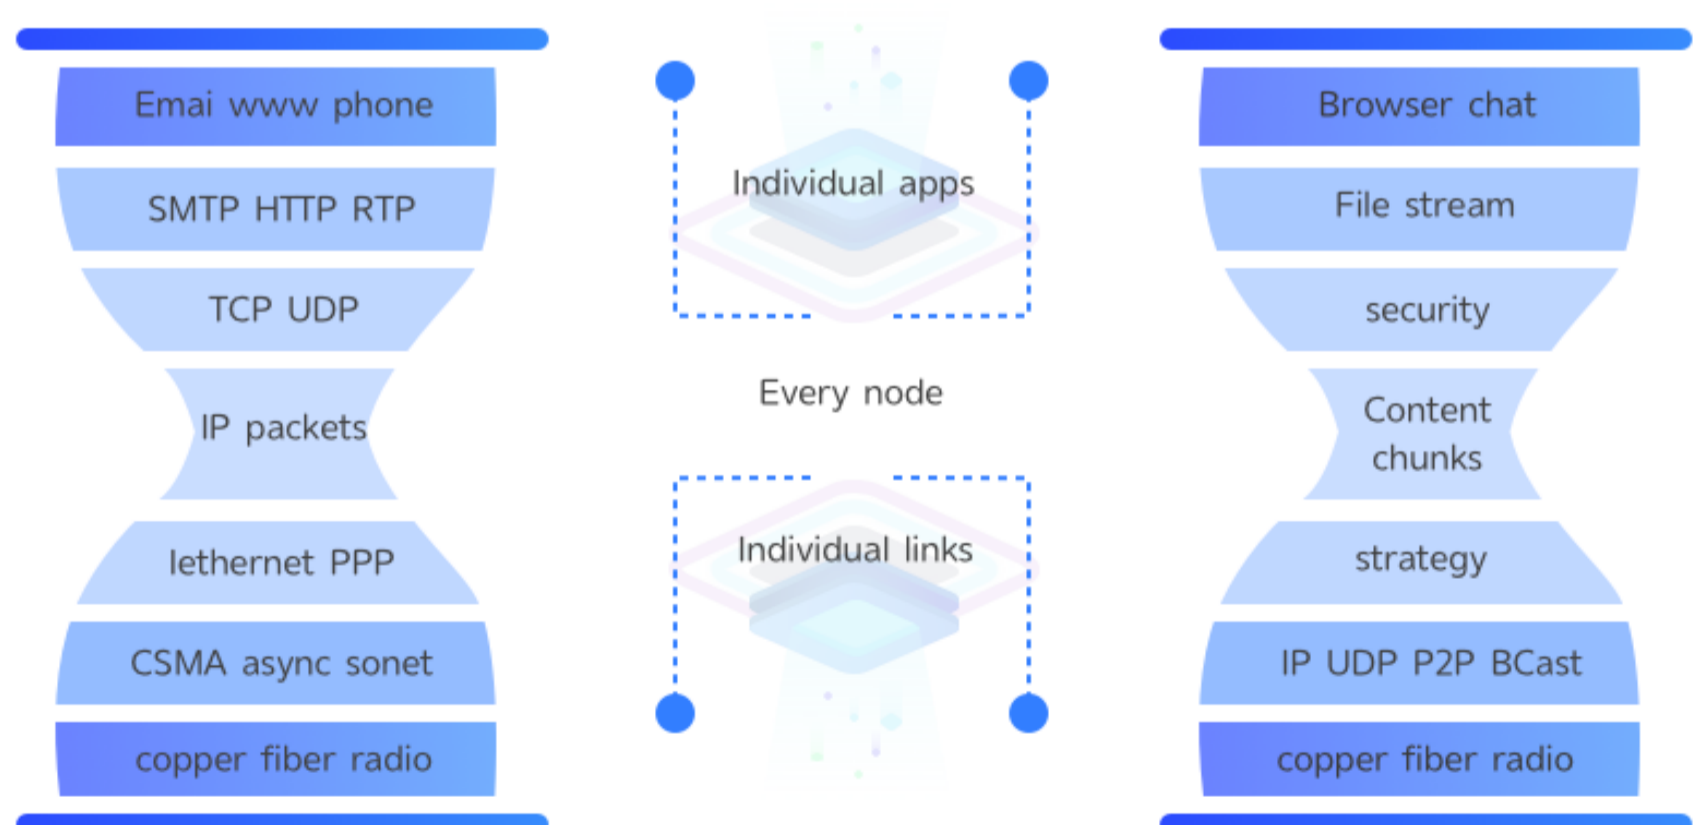 Emai www phone
SMTP HTTP RTP
TCP UDP
IP packets
lethernet PPP
CSMA async sonet
copper fiber radio
Individual apps
Every node
Individual links
Browser chat
File stream
security
Content
chunks
strategy
IP UDP P2P BCast
copper fiber radio